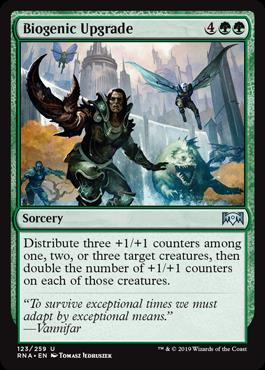 Biogenic Upgrade 4
Sorcery
Distribute three +1/+1 counters among
one, two, or three target creatures, then
double the number of +1/+1 counters
on each of those creatures.
“To survive exceptional times we must
adapt by exceptional means.”
—Vannifar
123/259 U
RNA • EN Tomasz Jedruszek ™ & © 2019 Wizards of the Coast